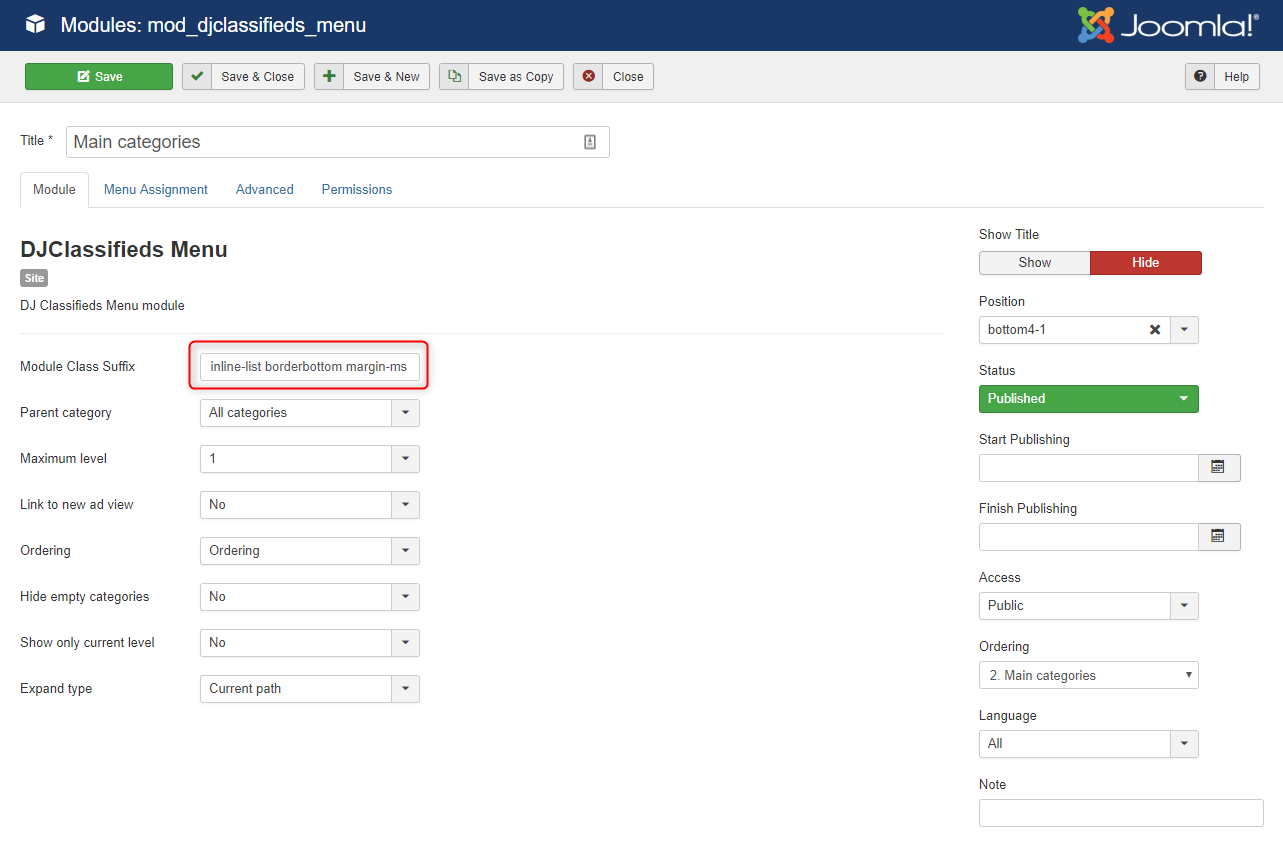 Modules: mod_djclassifieds_menu
Joomla!®
Save
Save & Close
Save & New
Save as Copy
Close
Help
Title *
Main categories
Module
Menu Assignment
Advanced
Permissions
DJClassifieds Menu
Site
DJ Classifieds Menu module
Module Class Suffix
inline-list borderbottom margin-ms
Parent category
All categories
Maximum level
1
Link to new ad view
No
Ordering
Ordering
Hide empty categories
No
Show only current level
No
Expand type
Current path
Show Title
Show
Hide
Position
bottom4-1
Status
Published
Start Publishing
Finish Publishing
Access
Public
Ordering
2. Main categories
Language
All
Note